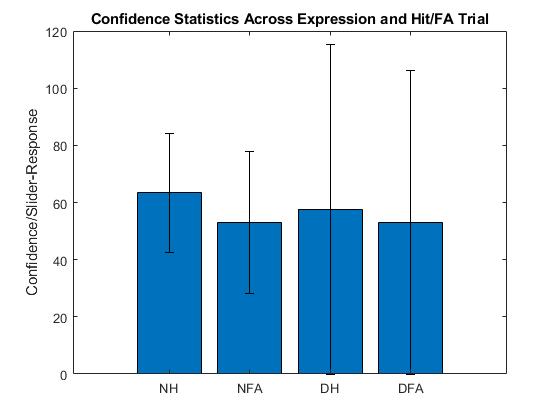 Confidence Statistics Across Expression and Hit/FA Trial
120
100
80
60
40
20
0
Confidence/Slider-Response
NH NFA DH DFA